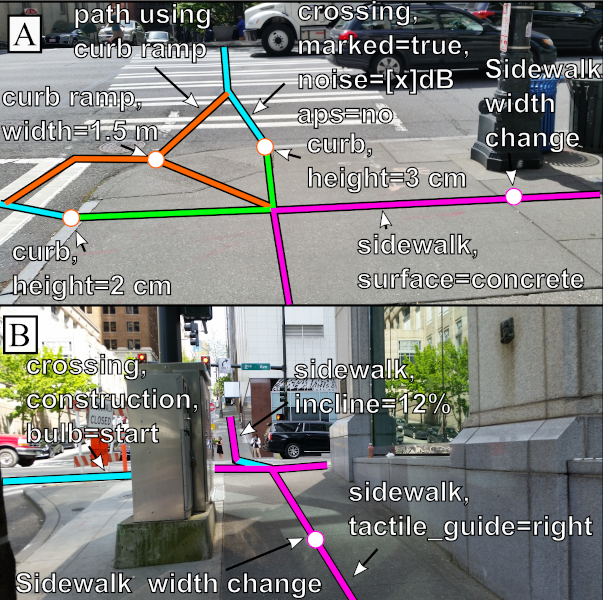 A
path using
curb ramp
crossing,
marked=true,
noise=[x]dB
aps=no
curb ramp,
width=1.5 m
curb,
height=3 cm
Sidewalk
width
change
curb,
height=2 cm
sidewalk,
surface=concrete
B
crossing,
construction,
bulb=start
CLOSED
2nd Ave
sidewalk,
incline=12%
sidewalk,
tactile_guide=right
Sidewalk width change